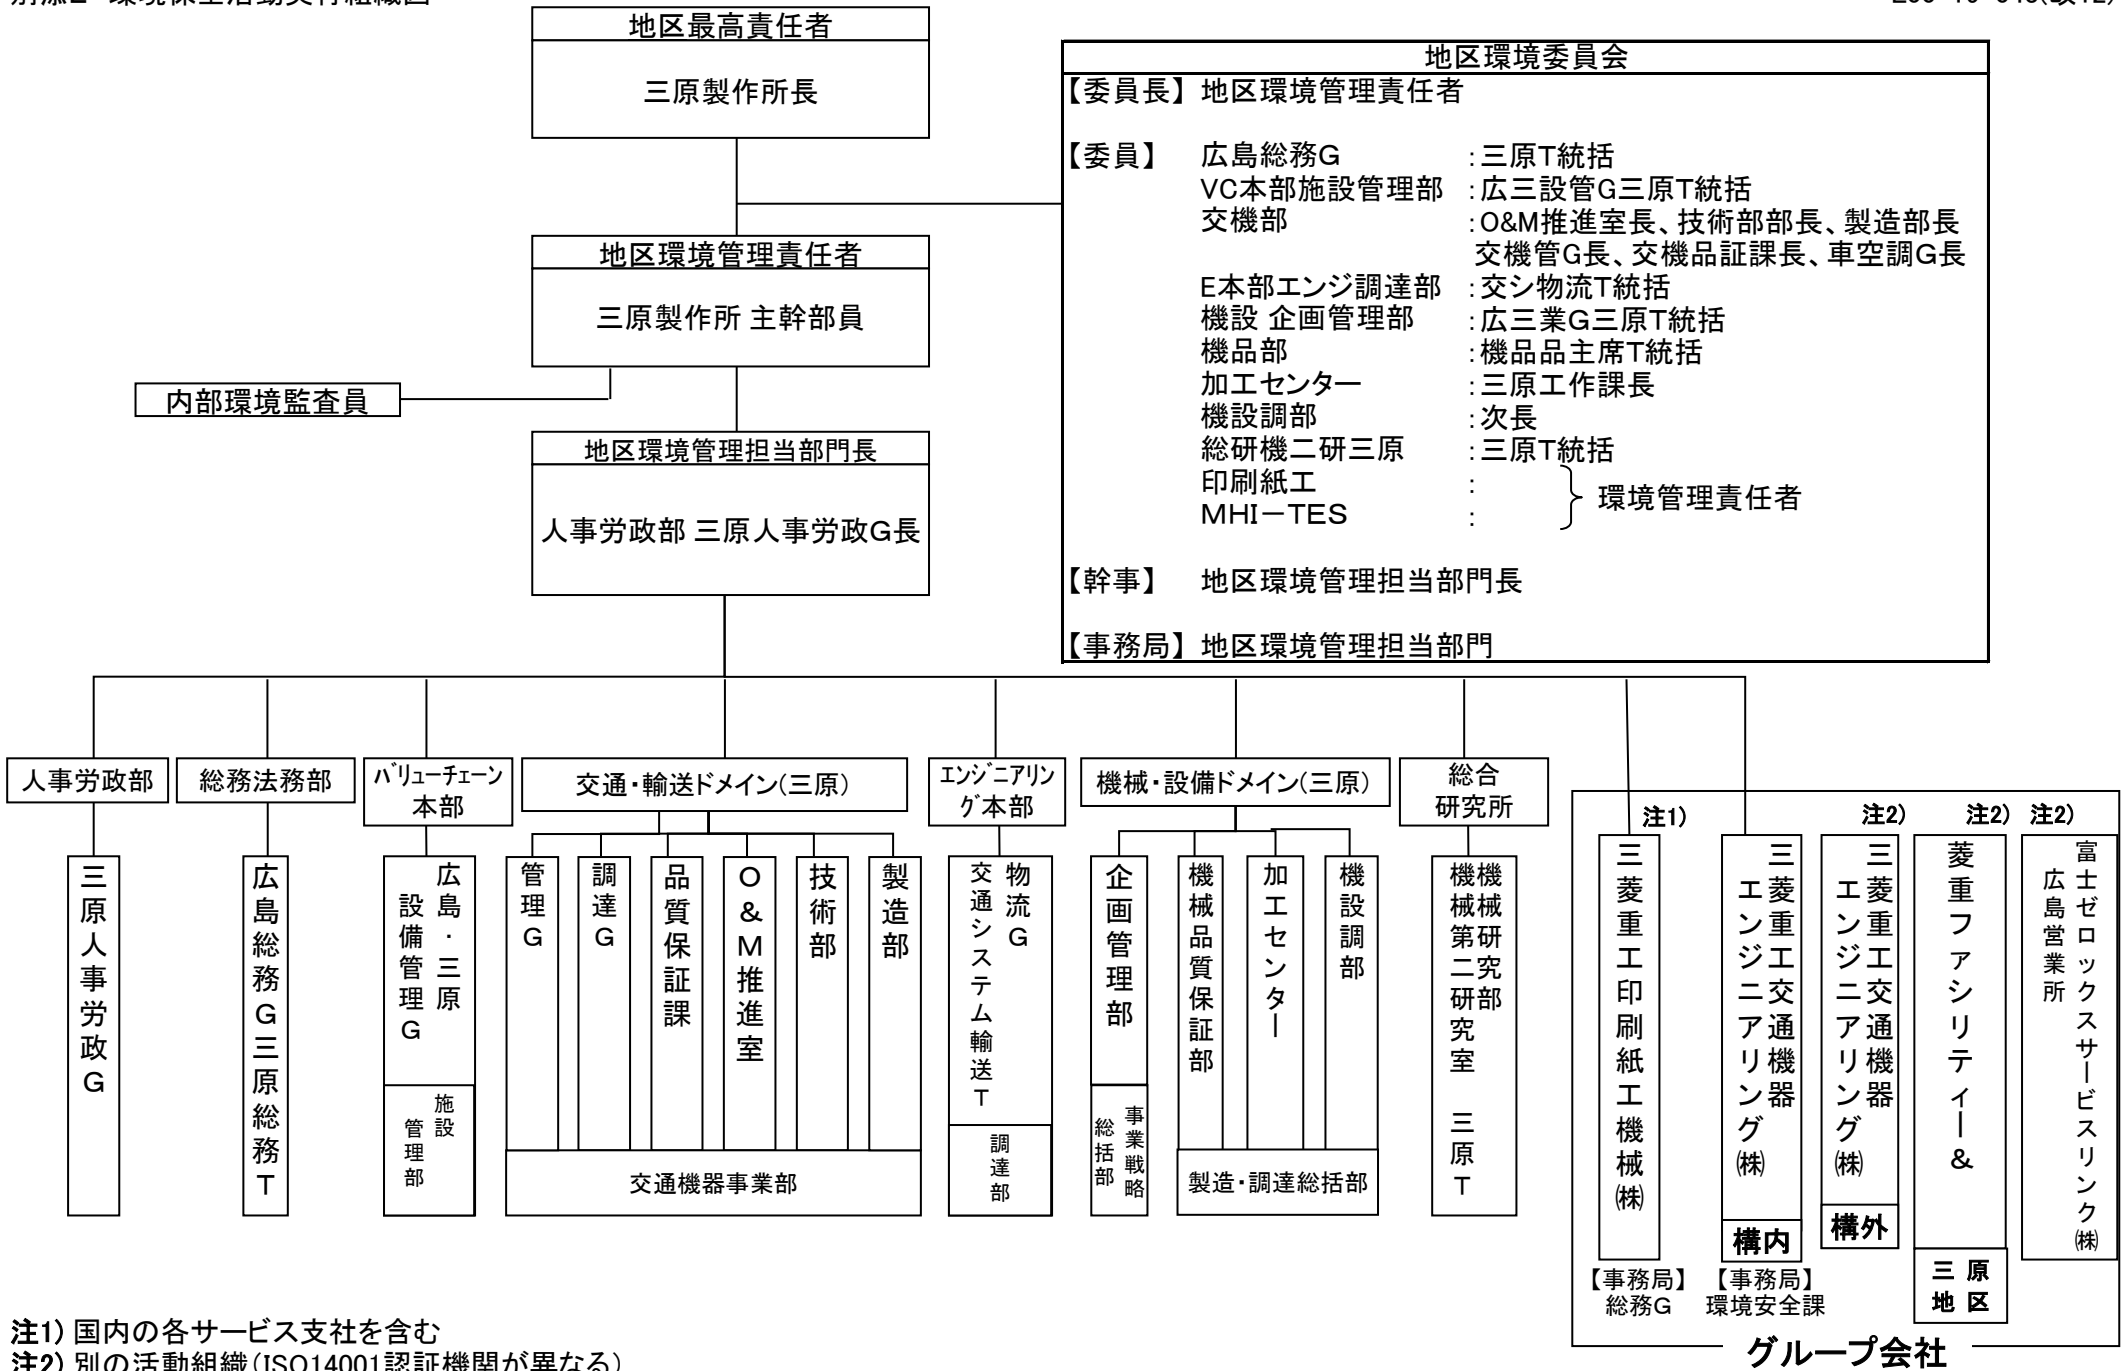 地区最高責任者
三原製作所長
地区環境委員会
【委員長】 地区環境管理責任者
【委員】 広島総務G :三原T統括
VC本部施設管理部 :広三設管G三原T統括
交機部 :O&M推進室長、技術部部長、製造部長
交機管G長、交機品証課長、車空調G長
E本部エンジ調達部 :交シ物流T統括
機設 企画管理部 :広三業G三原T統括
機品部 :機品品主席T統括
加工センター :三原工作課長
機設調部 :次長
総研機二研三原 :三原T統括
印刷紙工 :
MHI-TES :
環境管理責任者
【幹事】 地区環境管理担当部門長
【事務局】 地区環境管理担当部門
地区環境管理責任者
三原製作所 主幹部員
内部環境監査員
地区環境管理担当部門長
人事労政部 三原人事労政G長
人事労政部
三原人事労政G
総務法務部
広島総務G三原総務T
バリューチェーン
本部
広島・三原
設備管理G
施設
管理部
交通・輸送ドメイン(三原)
管理G
調達G
品質保証課
O&M推進室
技術部
製造部
交通機器事業部
エンジニアリン
グ本部
物流G
交通システム輸送T
調達部
機械・設備ドメイン(三原)
企画管理部
事業戦略
総括部
機械品質保証部
加工センター
機設調部
製造・調達総括部
総合
研究所
機械研究部
機械第二研究室 三原T
注1)
三菱重工印刷紙工機械㈱
【事務局】
総務G
三菱重工交通機器
エンジニアリング㈱
構内
【事務局】
環境安全課
注2)
三菱重工交通機器
エンジニアリング㈱
構外
注2)
菱重ファシリティー&
三原
地区
注2)
富士ゼロックスサービスリンク㈱
広島営業所
グループ会社
注1) 国内の各サービス支社を含む
注2) 別の活動組織(ISO14001認証機関が異なる)